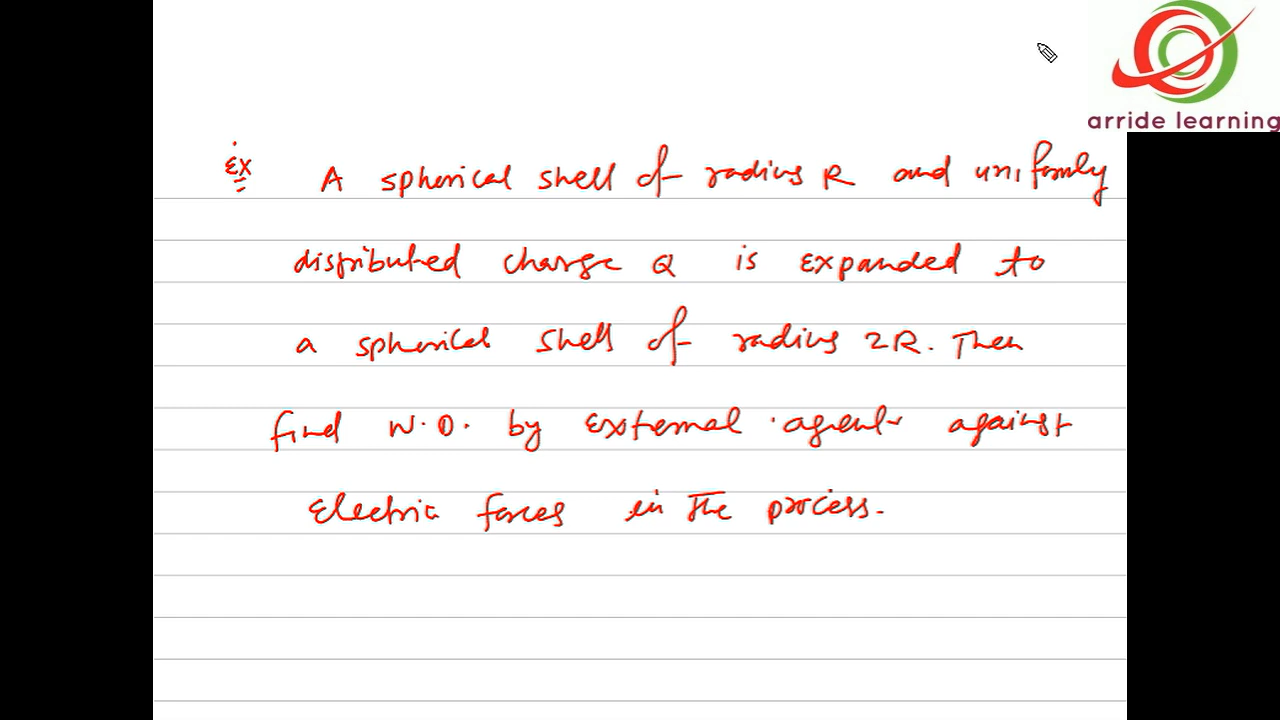 arride learning
Ex A spherical shell of radius R and uniformly
distributed charge Q is expanded to
a spherical shell of radius 2R. Then
find W.D. by external agent against
Electric forces in the process.